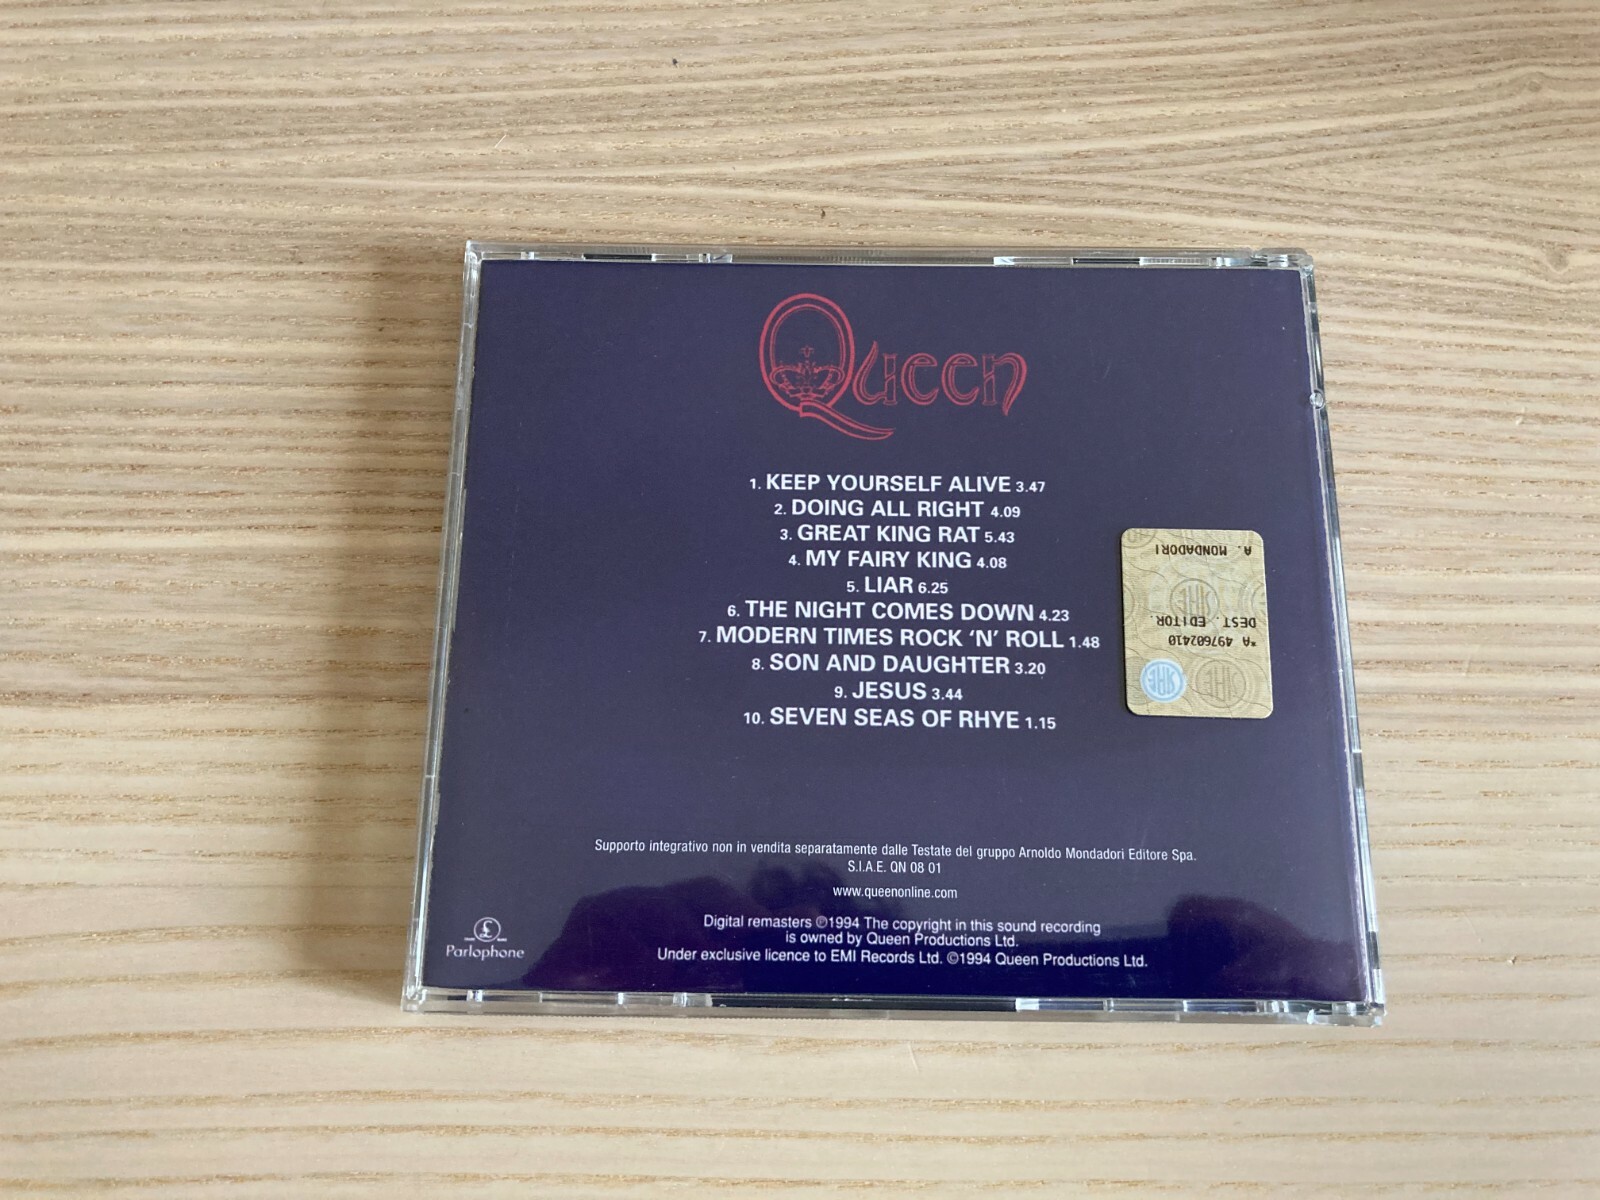 Queen
1. KEEP YOURSELF ALIVE 3.47
2. DOING ALL RIGHT 4.09
3. GREAT KING RAT 5.43
4. MY FAIRY KING 4.08
5. LIAR 6.25
6. THE NIGHT COMES DOWN 4.23
7. MODERN TIMES ROCK ‘N’ ROLL 1.48
8. SON AND DAUGHTER 3.20
9. JESUS 3.44
10. SEVEN SEAS OF RHYE 1.15
*A 497602410
DEST. EDITOR.
A. MONDADORI
SIAE
Supporto integrativo non in vendita separatamente dalle Testate del gruppo Arnoldo Mondadori Editore Spa.
S.I.A.E. QN 08 01
www.queenonline.com
Digital remasters ℗1994 The copyright in this sound recording
is owned by Queen Productions Ltd.
Under exclusive licence to EMI Records Ltd. ©1994 Queen Productions Ltd.
£
Parlophone